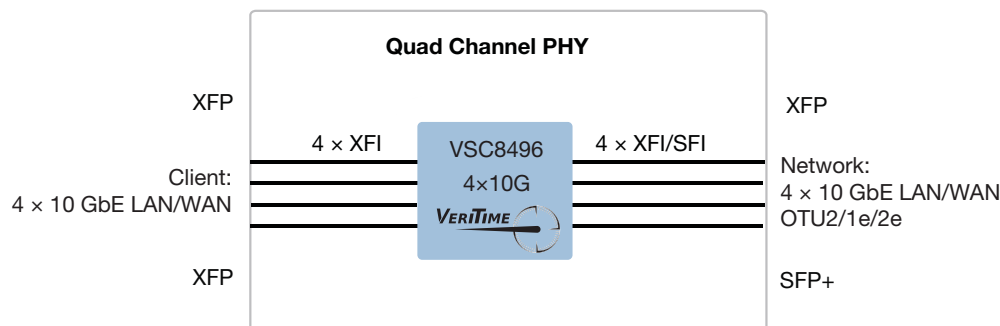 Quad Channel PHY
XFP
XFP
4 × XFI
VSC8496
4 × XFI/SFI
4×10G
VERITIME
Client:
4 × 10 GbE LAN/WAN
Network:
4 × 10 GbE LAN/WAN
OTU2/1e/2e
XFP
SFP+